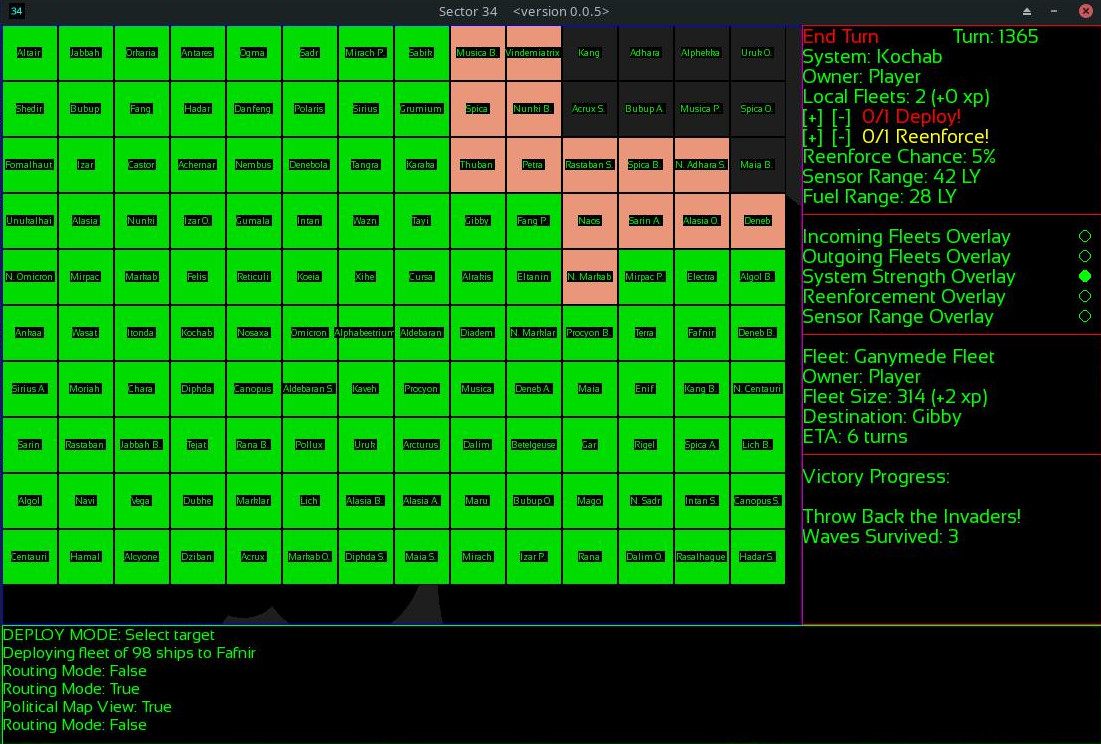 34 Sector 34 <version 0.0.5>
Altair Jabbah Orkaria Antares Ogma Sadr Mirach P. Sabik Musica B. Vindemiatrix Kang Adhara Alphekka Uruk O.
Shedir Bubup Fang Hadar Danfeng Polaris Sirius Grumium Spica Nunki B. Acrux S. Bubup A. Musica P. Spica O.
Fomalhaut Izar Castor Achernar Nembus Denebola Tangra Karaka Thuban Petra Rastaban S. Spica B. N. Adhara S. Maia B.
Unukalhai Alasia Nunki Izar O. Gumala Intan Wazn Tayi Gibby Fang P. Naos Sarin A. Alasia O. Deneb
N. Omicron Mirpac Markab Felis Reticuli Koeia Xihe Cursa Alrakis Eltanin N. Markab Mirpac P. Electra Algol B.
Ankaa Wasat Itonda Kochab Nosaxa Omicron Alphabeetrium Aldebaran Diadem N. Marklar Procyon B. Terra Fafnir Deneb B.
Sirius A. Moriah Chara Diphda Canopus Aldebaran S. Kaveh Procyon Musica Deneb A. Maia Enif Kang B. N. Centauri
Sarin Rastaban Jabbah B. Tejat Rana B. Pollux Uruk Arcturus Dalim Betelgeuse Gar Rigel Spica A. Lich B.
Algol Navi Vega Dubhe Marklar Lich Alasia B. Alasia A. Maru Bubup O. Mago N. Sadr Intan S. Canopus S.
Centauri Hamal Alcyone Dziban Acrux Markab O. Diphda S. Maia S. Mirach Izar P. Rana Dalim O. Rasalhague Hadar S.
End Turn Turn: 1365
System: Kochab
Owner: Player
Local Fleets: 2 (+0 xp)
[+] [-] 0/1 Deploy!
[+] [-] 0/1 Reenforce!
Reenforce Chance: 5%
Sensor Range: 42 LY
Fuel Range: 28 LY
Incoming Fleets Overlay
Outgoing Fleets Overlay
System Strength Overlay
Reenforcement Overlay
Sensor Range Overlay
Fleet: Ganymede Fleet
Owner: Player
Fleet Size: 314 (+2 xp)
Destination: Gibby
ETA: 6 turns
Victory Progress:
Throw Back the Invaders!
Waves Survived: 3
DEPLOY MODE: Select target
Deploying fleet of 98 ships to Fafnir
Routing Mode: False
Routing Mode: True
Political Map View: True
Routing Mode: False